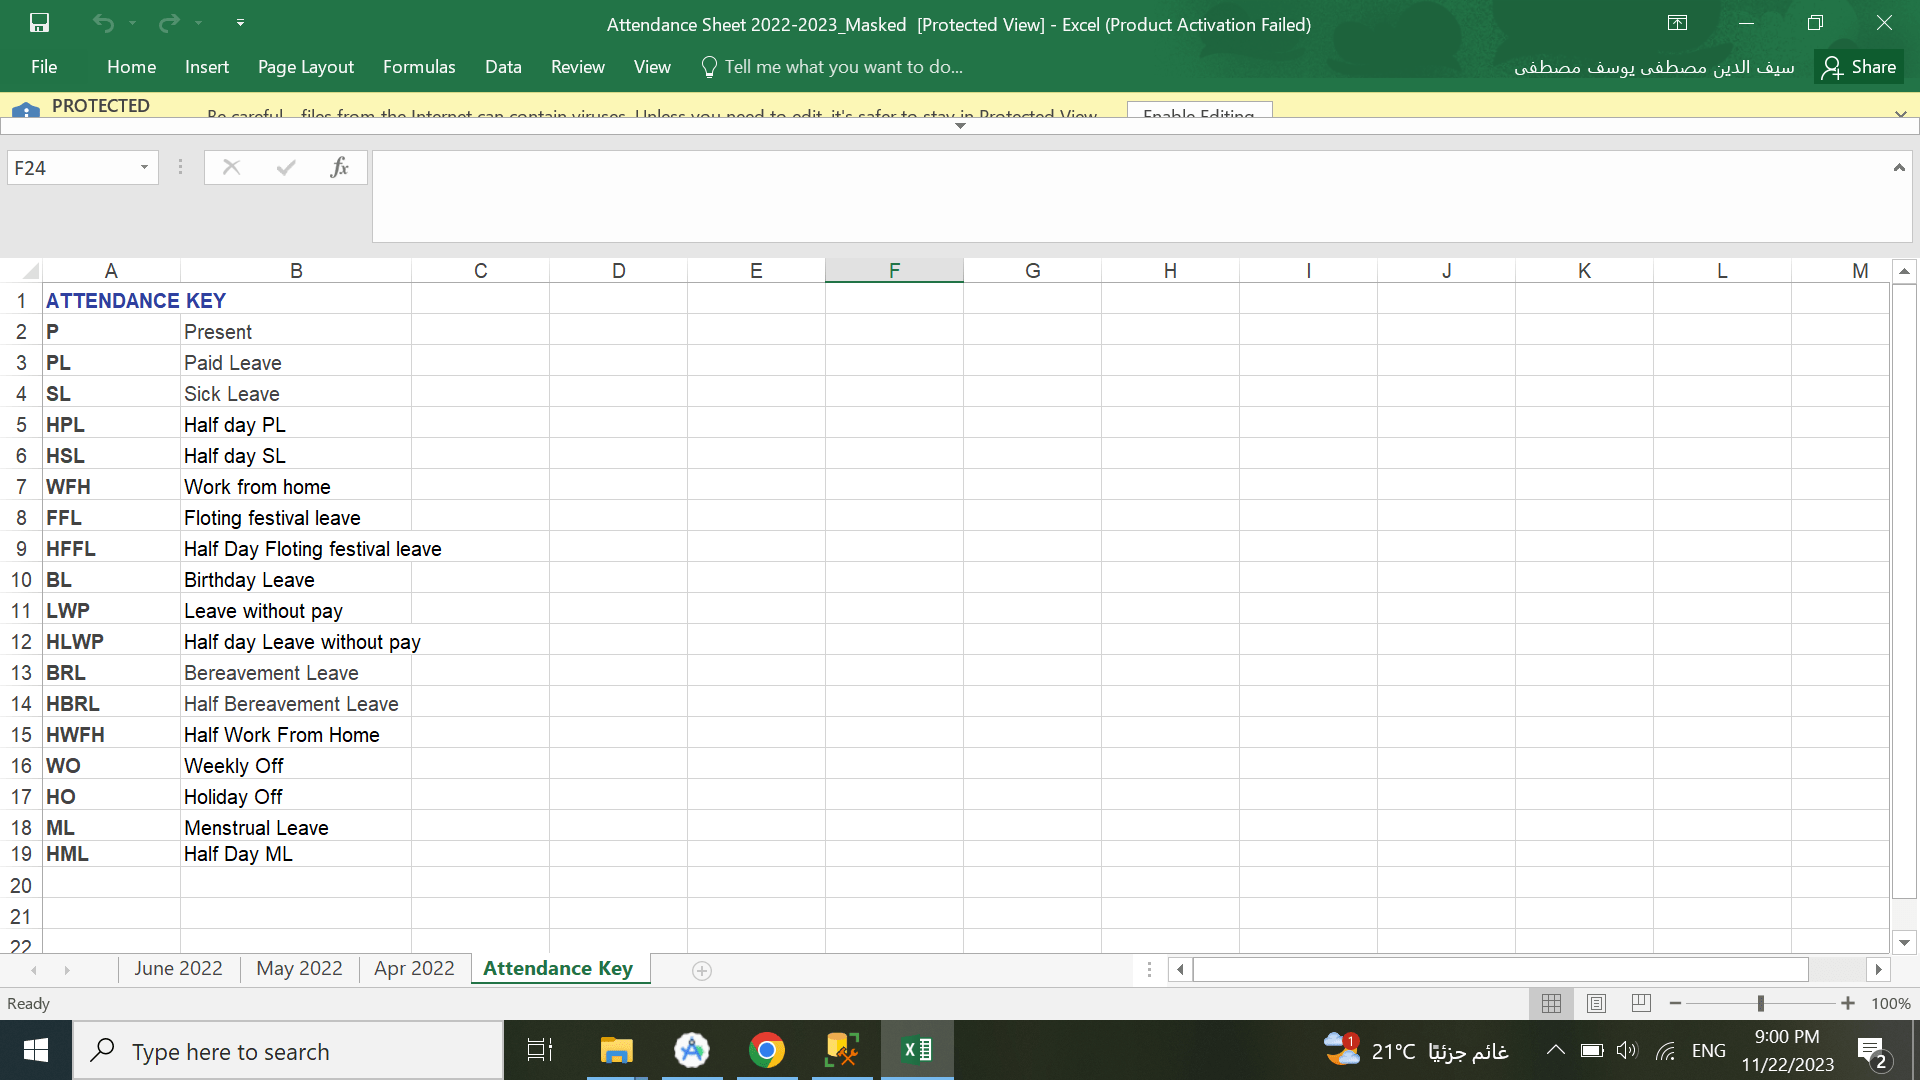 Attendance Sheet 2022-2023_Masked [Protected View] - Excel (Product Activation Failed)
File Home Insert Page Layout Formulas Data Review View Tell me what you want to do... سيف الدين مصطفى يوسف مصطفى Share
PROTECTED Be careful—files from the Internet can contain viruses. Unless you need to edit, it's safer to stay in Protected View. Enable Editing
F24 fx
A B C D E F G H I J K L M
1 ATTENDANCE KEY
2 P Present
3 PL Paid Leave
4 SL Sick Leave
5 HPL Half day PL
6 HSL Half day SL
7 WFH Work from home
8 FFL Floting festival leave
9 HFFL Half Day Floting festival leave
10 BL Birthday Leave
11 LWP Leave without pay
12 HLWP Half day Leave without pay
13 BRL Bereavement Leave
14 HBRL Half Bereavement Leave
15 HWFH Half Work From Home
16 WO Weekly Off
17 HO Holiday Off
18 ML Menstrual Leave
19 HML Half Day ML
20
21
22
June 2022 May 2022 Apr 2022 Attendance Key
Ready 100%
Type here to search 1 21°C غائم جزئيًا ENG 9:00 PM 2
11/22/2023